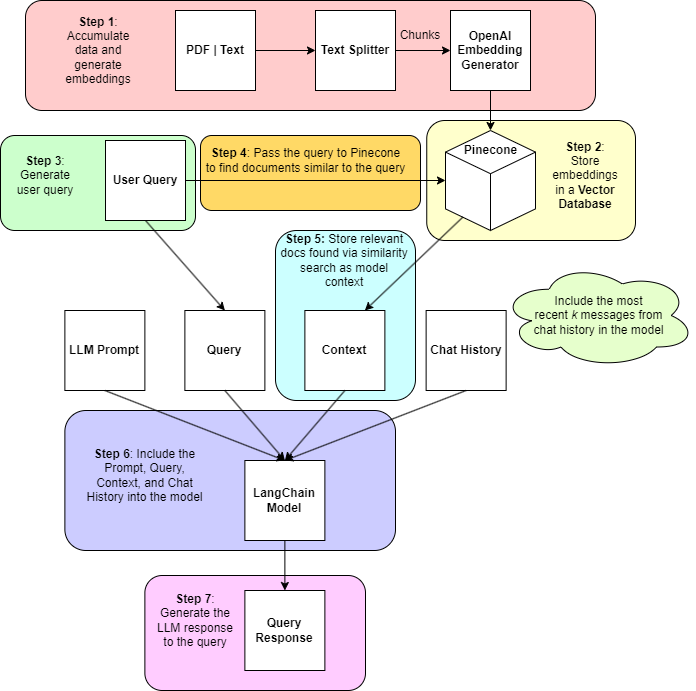 Step 1:
Accumulate
data and
generate
embeddings
PDF | Text
Text Splitter
Chunks
OpenAI
Embedding
Generator
Step 3:
Generate
user query
User Query
Step 4: Pass the query to Pinecone
to find documents similar to the query
Pinecone
Step 2:
Store
embeddings
in a Vector
Database
Step 5: Store relevant
docs found via similarity
search as model
context
Include the most
recent k messages from
chat history in the model
LLM Prompt
Query
Context
Chat History
Step 6: Include the
Prompt, Query,
Context, and Chat
History into the model
LangChain
Model
Step 7:
Generate the
LLM response
to the query
Query
Response